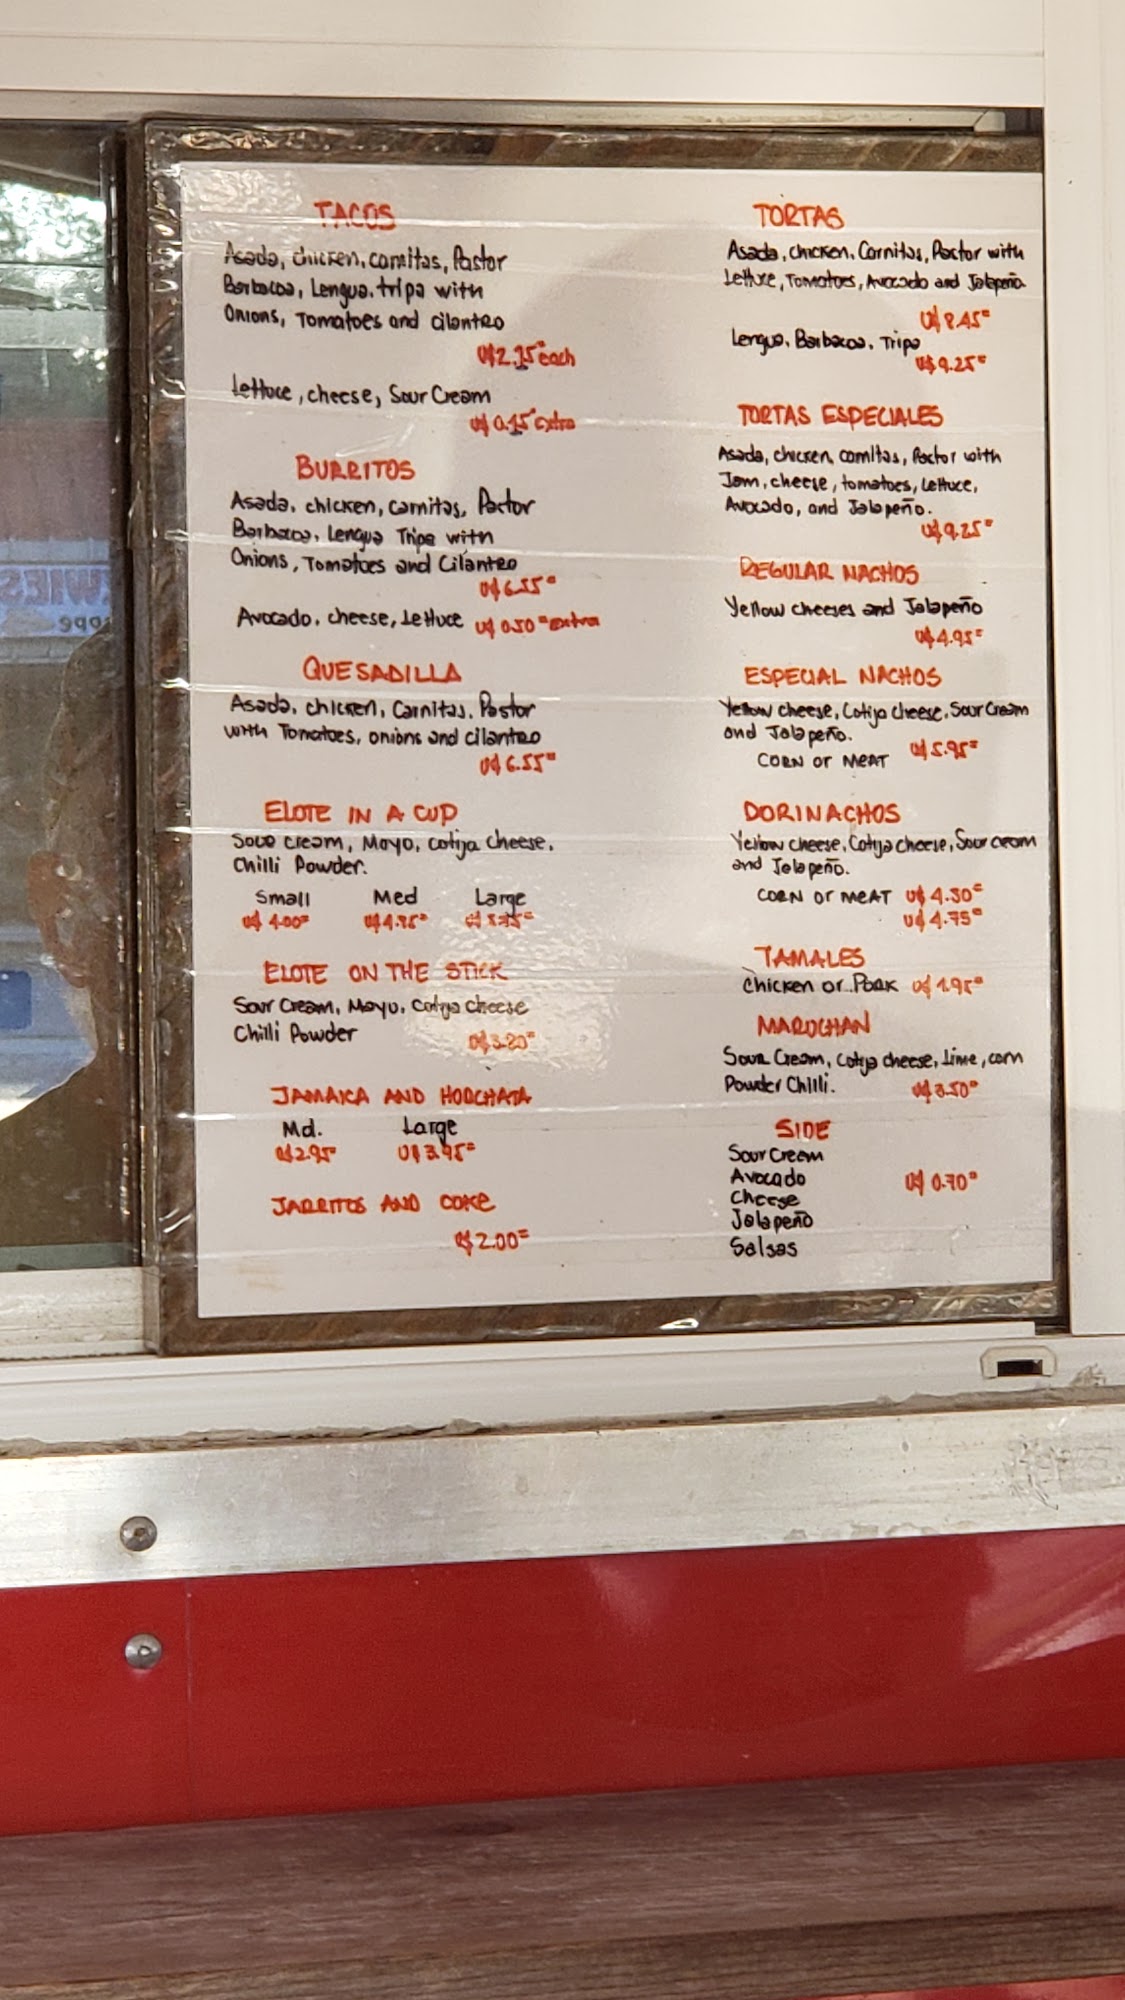 TACOS
Asada, chicken, carnitas, Pastor
Barbacoa, Lengua, tripa with
Onions, Tomatoes and cilantro
each
Lettuce, cheese, Sour Cream
extra
BURRITOS
Asada, chicken, carnitas, Pastor
Barbacoa, Lengua Tripa with
Onions, Tomatoes and Cilantro
U$6.55
Avocado, cheese, Lettuce U$ 0.50 extra
QUESADILLA
Asada, chicken, Carnitas, Pastor
with Tomatoes, onions and cilantro
U$ 6.55
ELOTE IN A CUP
Cream, Mayo, cotija cheese,
Chilli Powder.
Small Med Large
U$ 4.00
ELOTE ON THE STICK
Sour Cream, Mayo, Cotija cheese
Chilli Powder
JAMAICA AND HORCHATA
Md. Large
U$2.95 U$3.95
JARRITOS AND COKE
U$2.00
TORTAS
Asada, chicken, Carnitas, Pastor with
Lettuce, Tomatoes, Avocado and Jalapeño
U$ 8.45
Lengua, Barbacoa, Tripa
U$ 9.25
TORTAS ESPECIALES
Asada, chicken, carnitas, Pastor with
Jam, cheese, tomatoes, Lettuce,
Avocado, and Jalapeño.
U$9.25
REGULAR NACHOS
Yellow cheeses and Jalapeño
U$4.95
ESPECIAL NACHOS
Yellow cheese, Cotija cheese, Sour Cream
and Jalapeño.
U$5.95
CORN or MEAT
DORINACHOS
Yellow cheese, Cotija cheese, Sour cream
and Jalapeño.
CORN or MEAT U$ 4.50
U$ 4.75
TAMALES
Chicken or Pork U$ 1.95
MARUCHAN
Sour Cream, Cotija cheese, Lime, corn
Powder Chilli. U$3.50
SIDE
Sour Cream
Avocado U$ 0.70
Cheese
Jalapeño
Salsas